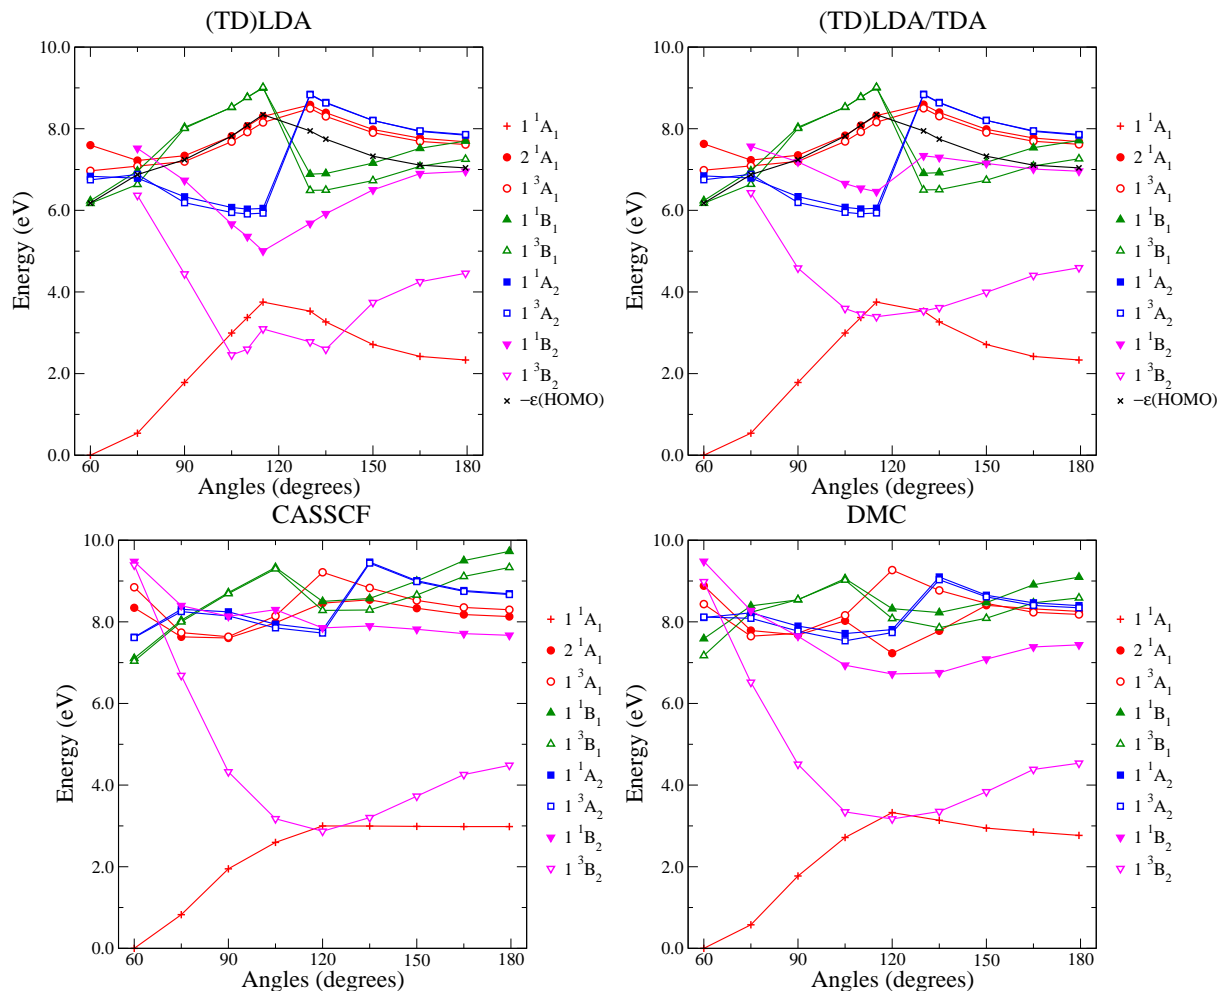 (TD)LDA
10.0
8.0
6.0
4.0
2.0
0.0
Energy (eV)
60 90 120 150 180
Angles (degrees)
1 ¹A₁
2 ¹A₁
1 ³A₁
1 ¹B₁
1 ³B₁
1 ¹A₂
1 ³A₂
1 ¹B₂
1 ³B₂
−ε(HOMO)
(TD)LDA/TDA
10.0
8.0
6.0
4.0
2.0
0.0
Energy (eV)
60 90 120 150 180
Angles (degrees)
1 ¹A₁
2 ¹A₁
1 ³A₁
1 ¹B₁
1 ³B₁
1 ¹A₂
1 ³A₂
1 ¹B₂
1 ³B₂
−ε(HOMO)
CASSCF
10.0
8.0
6.0
4.0
2.0
0.0
Energy (eV)
60 90 120 150 180
Angles (degrees)
1 ¹A₁
2 ¹A₁
1 ³A₁
1 ¹B₁
1 ³B₁
1 ¹A₂
1 ³A₂
1 ¹B₂
1 ³B₂
DMC
10.0
8.0
6.0
4.0
2.0
0.0
Energy (eV)
60 90 120 150 180
Angles (degrees)
1 ¹A₁
2 ¹A₁
1 ³A₁
1 ¹B₁
1 ³B₁
1 ¹A₂
1 ³A₂
1 ¹B₂
1 ³B₂